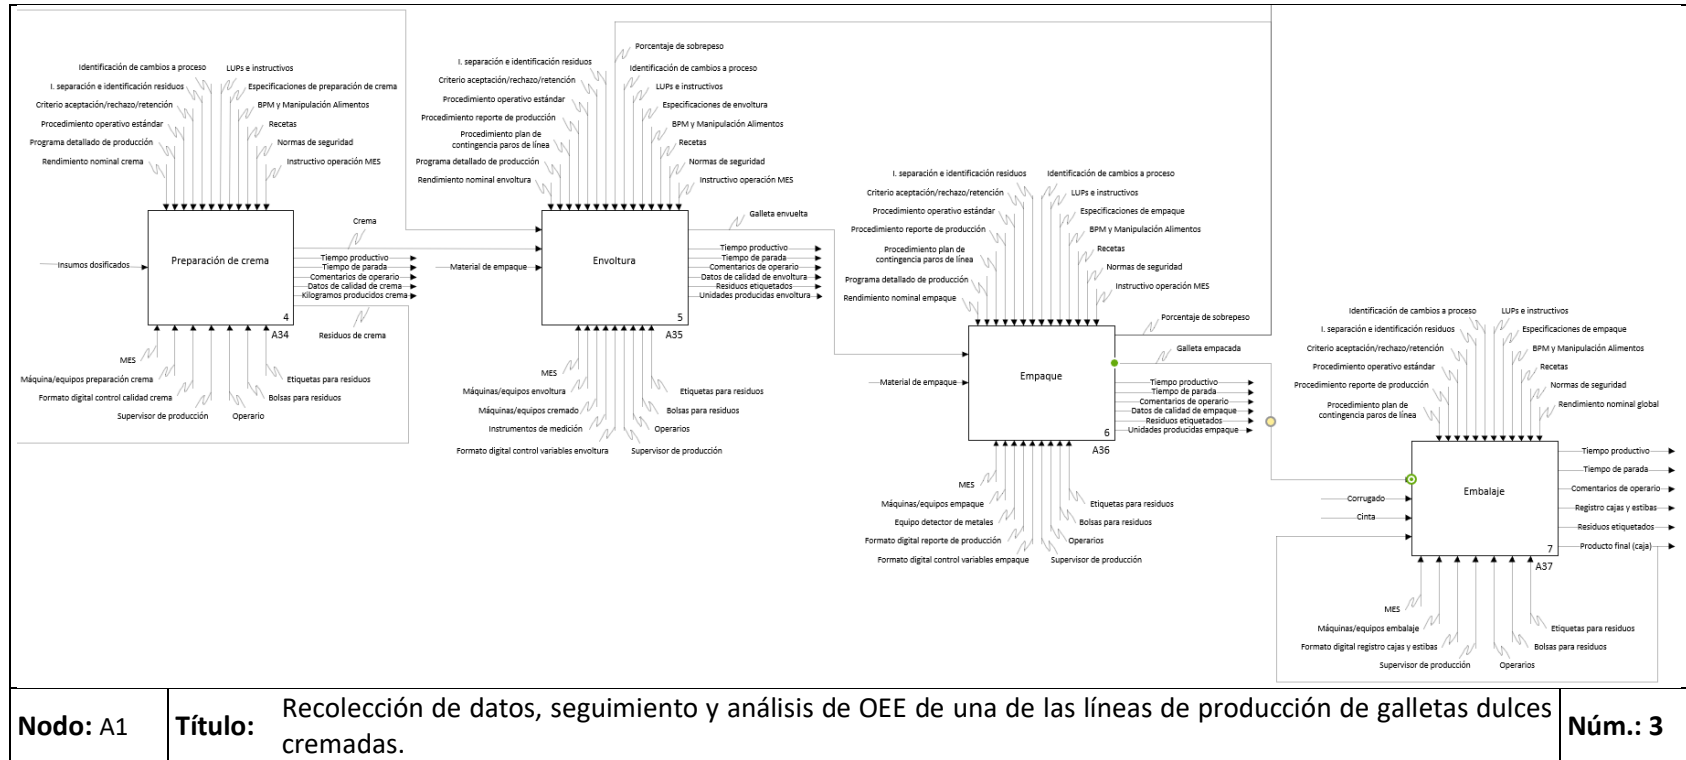 Identificación de cambios a proceso
LUPs e instructivos
I. separación e identificación residuos
Especificaciones de preparación de crema
Criterio aceptación/rechazo/retención
BPM y Manipulación Alimentos
Procedimiento operativo estándar
Recetas
Programa detallado de producción
Normas de seguridad
Rendimiento nominal crema
Instructivo operación MES
Insumos dosificados
Preparación de crema
4
A34
Crema
Tiempo productivo
Tiempo de parada
Comentarios de operario
Datos de calidad de crema
Kilogramos producidos crema
Residuos de crema
MES
Máquina/equipos preparación crema
Formato digital control calidad crema
Supervisor de producción
Operario
Bolsas para residuos
Etiquetas para residuos
Porcentaje de sobrepeso
I. separación e identificación residuos
Identificación de cambios a proceso
Criterio aceptación/rechazo/retención
LUPs e instructivos
Procedimiento operativo estándar
Especificaciones de envoltura
Procedimiento reporte de producción
BPM y Manipulación Alimentos
Procedimiento plan de
contingencia paros de línea
Recetas
Programa detallado de producción
Normas de seguridad
Rendimiento nominal envoltura
Instructivo operación MES
Material de empaque
Envoltura
5
A35
Galleta envuelta
Tiempo productivo
Tiempo de parada
Comentarios de operario
Datos de calidad de envoltura
Residuos etiquetados
Unidades producidas envoltura
MES
Máquinas/equipos envoltura
Máquinas/equipos cremado
Instrumentos de medición
Formato digital control variables envoltura
Supervisor de producción
Operarios
Bolsas para residuos
Etiquetas para residuos
I. separación e identificación residuos
Identificación de cambios a proceso
Criterio aceptación/rechazo/retención
LUPs e instructivos
Procedimiento operativo estándar
Especificaciones de empaque
Procedimiento reporte de producción
BPM y Manipulación Alimentos
Procedimiento plan de
contingencia paros de línea
Recetas
Programa detallado de producción
Normas de seguridad
Rendimiento nominal empaque
Instructivo operación MES
Material de empaque
Empaque
6
A36
Porcentaje de sobrepeso
Galleta empacada
Tiempo productivo
Tiempo de parada
Comentarios de operario
Datos de calidad de empaque
Residuos etiquetados
Unidades producidas empaque
MES
Máquinas/equipos empaque
Equipo detector de metales
Formato digital reporte de producción
Formato digital control variables empaque
Supervisor de producción
Operarios
Bolsas para residuos
Etiquetas para residuos
Identificación de cambios a proceso
LUPs e instructivos
I. separación e identificación residuos
Especificaciones de empaque
Criterio aceptación/rechazo/retención
BPM y Manipulación Alimentos
Procedimiento operativo estándar
Recetas
Procedimiento reporte de producción
Normas de seguridad
Procedimiento plan de
contingencia paros de línea
Rendimiento nominal global
Corrugado
Cinta
Embalaje
7
A37
Tiempo productivo
Tiempo de parada
Comentarios de operario
Registro cajas y estibas
Residuos etiquetados
Producto final (caja)
MES
Máquinas/equipos embalaje
Formato digital registro cajas y estibas
Supervisor de producción
Operarios
Bolsas para residuos
Etiquetas para residuos
Nodo: A1
Título:
Recolección de datos, seguimiento y análisis de OEE de una de las líneas de producción de galletas dulces
cremadas.
Núm.: 3